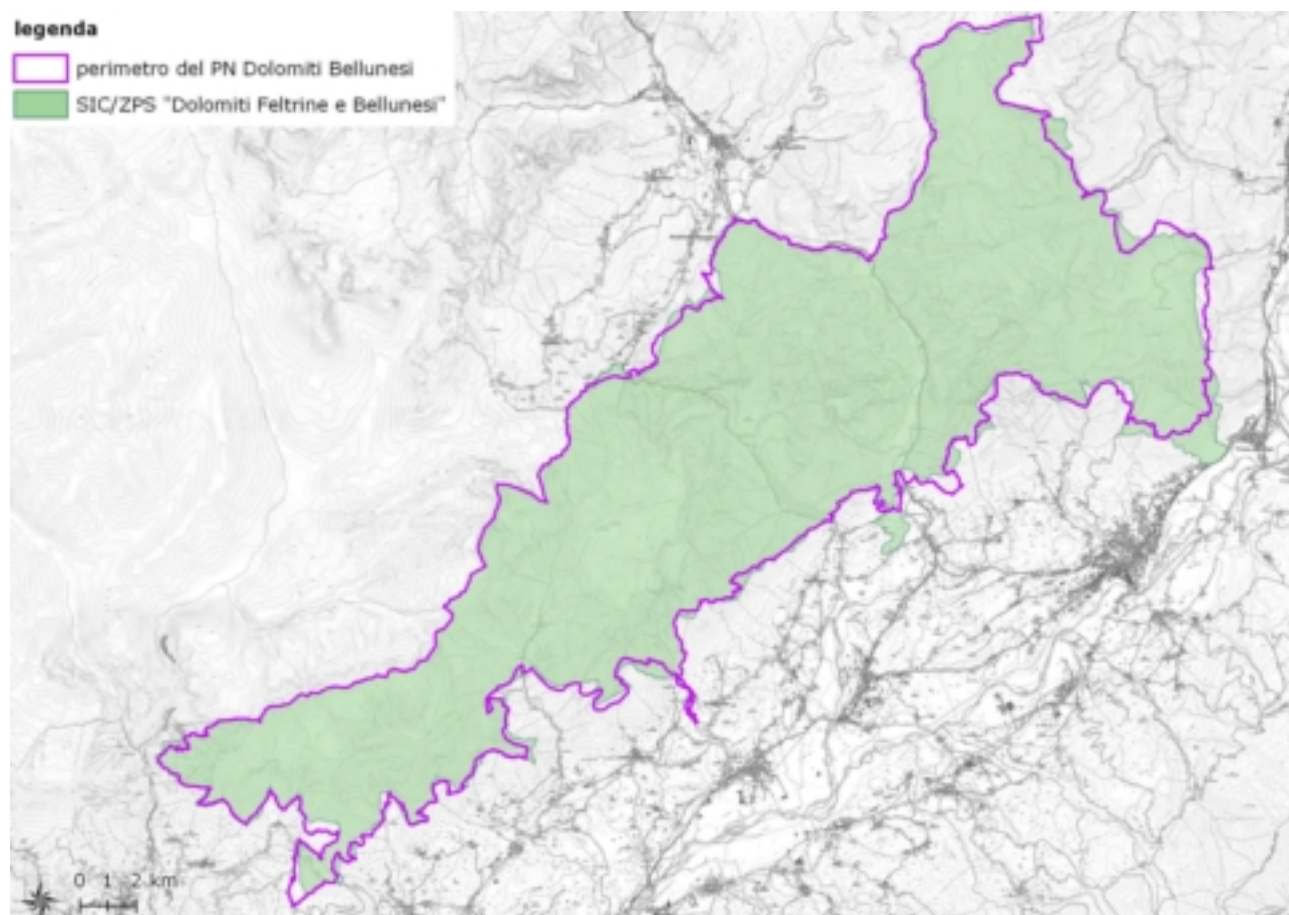 legenda
perimetro del PN Dolomiti Bellunesi
SIC/ZPS "Dolomiti Feltrine e Bellunesi"
0 1 2 km